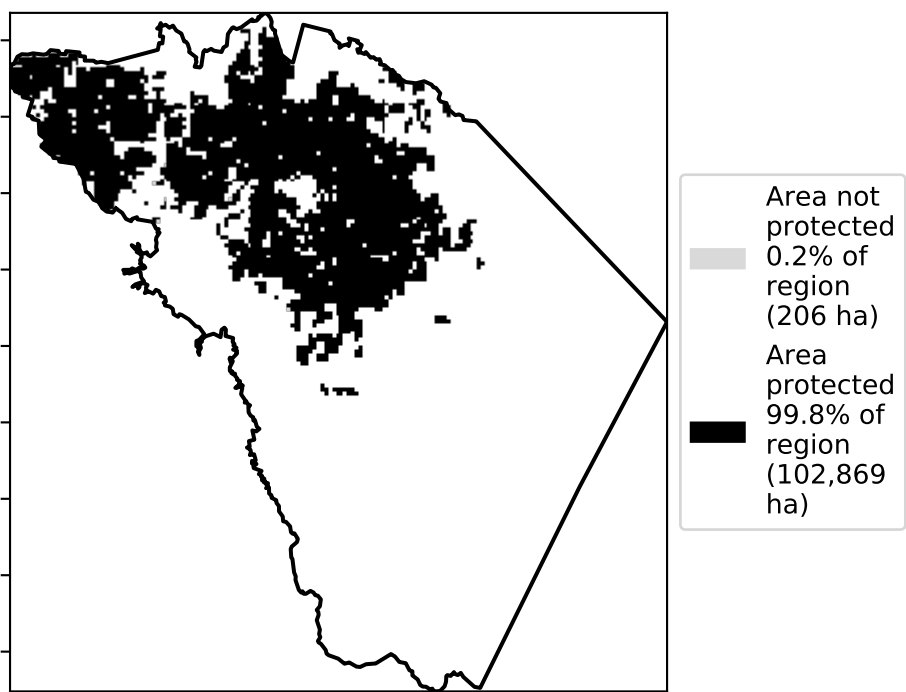 Area not
protected
0.2% of
region
(206 ha)
Area
protected
99.8% of
region
(102,869
ha)